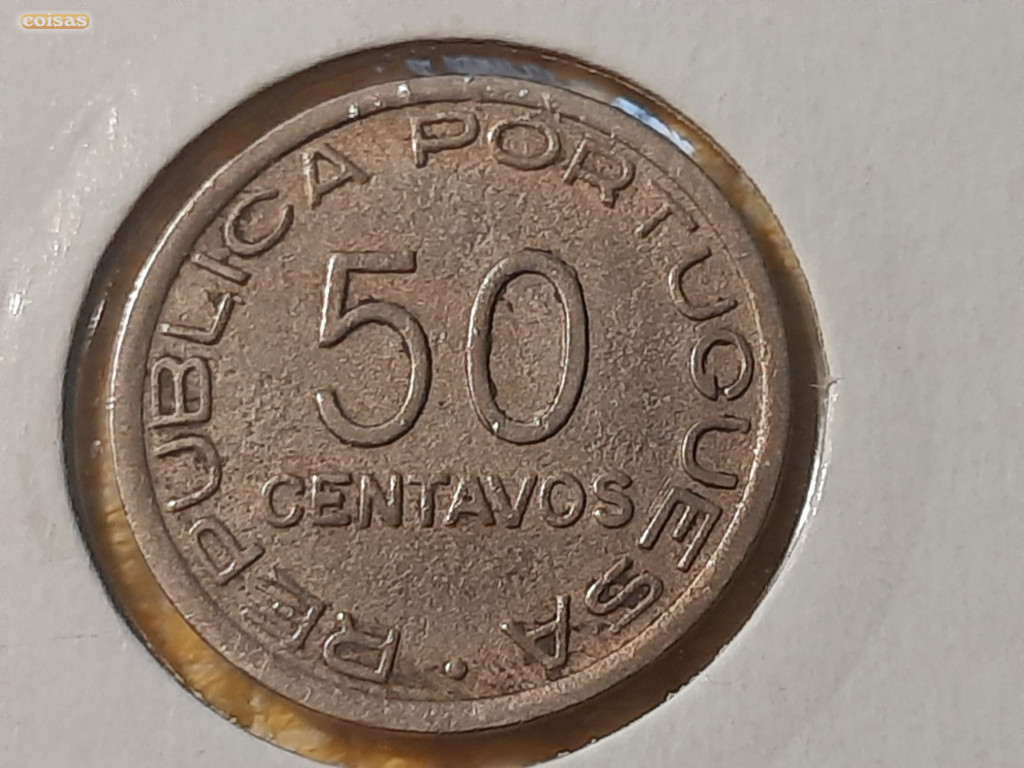 coisas
REPUBLICA PORTUGUESA
50
CENTAVOS